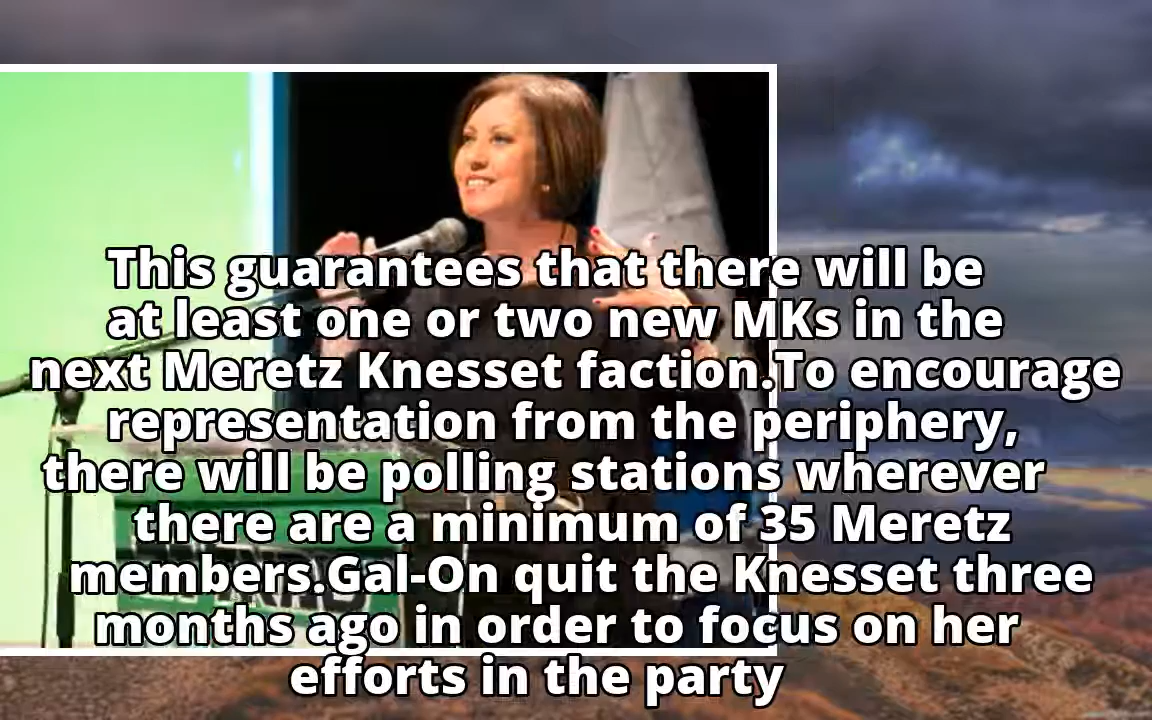 This guarantees that there will be
at least one or two new MKs in the
next Meretz Knesset faction.To encourage
representation from the periphery,
there will be polling stations wherever
there are a minimum of 35 Meretz
members.Gal-On quit the Knesset three
months ago in order to focus on her
efforts in the party